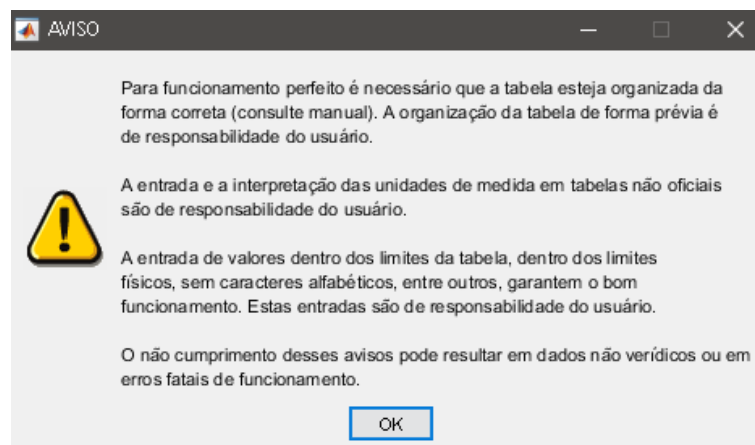 AVISO
Para funcionamento perfeito é necessário que a tabela esteja organizada da
forma correta (consulte manual). A organização da tabela de forma prévia é
de responsabilidade do usuário.
A entrada e a interpretação das unidades de medida em tabelas não oficiais
são de responsabilidade do usuário.
A entrada de valores dentro dos limites da tabela, dentro dos limites
físicos, sem caracteres alfabéticos, entre outros, garantem o bom
funcionamento. Estas entradas são de responsabilidade do usuário.
O não cumprimento desses avisos pode resultar em dados não verídicos ou em
erros fatais de funcionamento.
OK